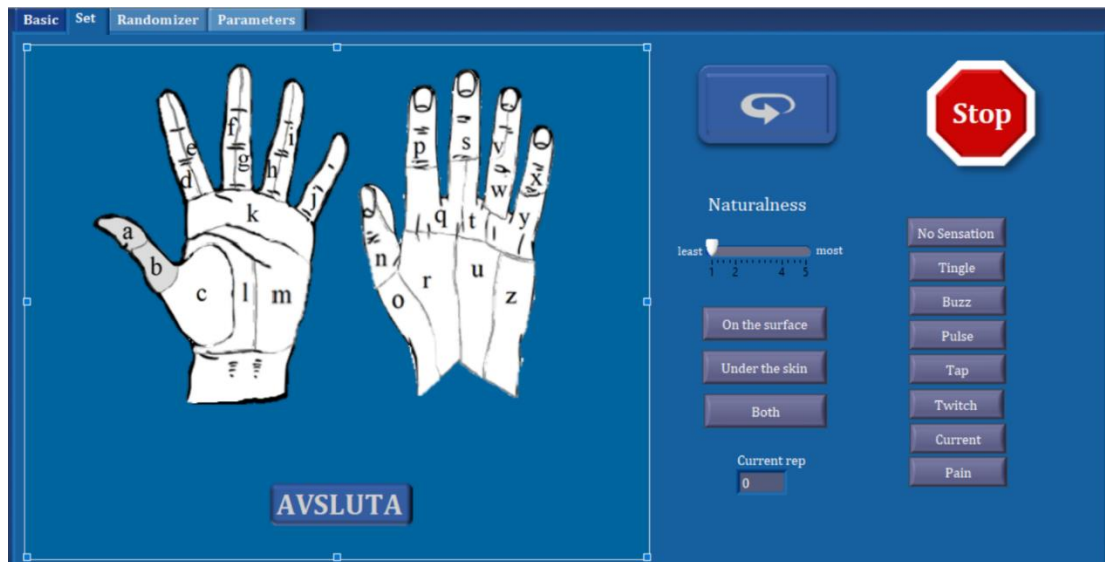 Basic Set Randomizer Parameters
a
b
c
d
e
f
g
h
i
j
k
l
m
n
o
p
q
r
s
t
u
v
w
x
y
z
AVSLUTA
Stop
Naturalness
least most
1 2 4 5
On the surface
Under the skin
Both
Current rep
0
No Sensation
Tingle
Buzz
Pulse
Tap
Twitch
Current
Pain